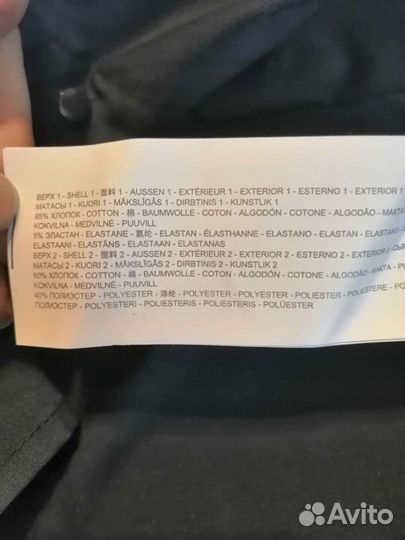 ВЕРХ 1 - SHELL 1 - 面料 1 - AUSSEN 1 - EXTÉRIEUR 1 - EXTERIOR 1 - ESTERNO 1 - EXTERIOR 1
МАТАСЫ 1 - KUORI 1 - MĀKSLĪGĀS 1 - DIRBTINIS 1 - KUNSTLIK 1
95% ХЛОПОК - COTTON - 棉 - BAUMWOLLE - COTON - ALGODÓN - COTONE - ALGODÃO - МАКТА
KOKVILNA - MEDVILNĖ - PUUVILL
5% ЭЛАСТАН - ELASTANE - 氨纶 - ELASTAN - ÉLASTHANNE - ELASTANO - ELASTAN - ELASTANO
ELASTAANI - ELASTĀNS - ELASTAAN - ELASTANAS
ВЕРХ 2 - SHELL 2 - 面料 2 - AUSSEN 2 - EXTÉRIEUR 2 - EXTERIOR 2 - ESTERNO 2 - EXTERIOR 2
МАТАСЫ 2 - KUORI 2 - MĀKSLĪGĀS 2 - DIRBTINIS 2 - KUNSTLIK 2
60% ХЛОПОК - COTTON - 棉 - BAUMWOLLE - COTON - ALGODÓN - COTONE - ALGODÃO - МАКТА
KOKVILNA - MEDVILNĖ - PUUVILL
40% ПОЛИЭСТЕР - POLYESTER - 涤纶 - POLYESTER - POLYESTER - POLIÉSTER - POLIESTERE
ПОЛИЭСТЕР - POLYESTERI - POLIESTERIS - POLIESTERIS - POLÜESTER
Avito